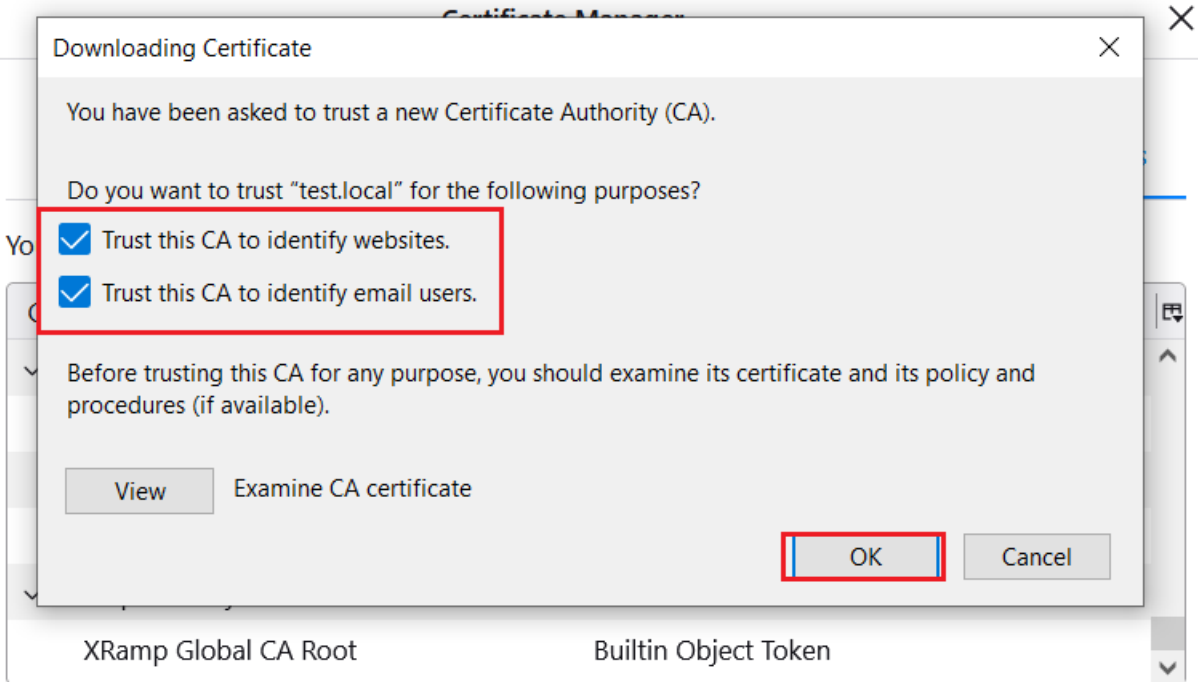 Certificate Manager
Downloading Certificate
You have been asked to trust a new Certificate Authority (CA).
Do you want to trust “test.local” for the following purposes?
Trust this CA to identify websites.
Yo
Trust this CA to identify email users.
Before trusting this CA for any purpose, you should examine its certificate and its policy and
procedures (if available).
View
Examine CA certificate
OK
Cancel
XRamp Global CA Root
Builtin Object Token